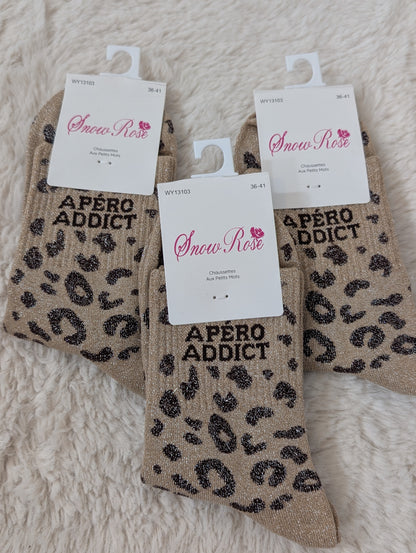 WY13103 36-41
Snow Rose
Chaussettes
Aux Petits Mots
APÉRO
ADDICT
WY13103 36-41
Snow Rose
Chaussettes
Aux Petits Mots
APÉRO
ADDICT
WY13103 36-41
Snow Rose
Chaussettes
Aux Petits Mots
APÉRO
ADDICT